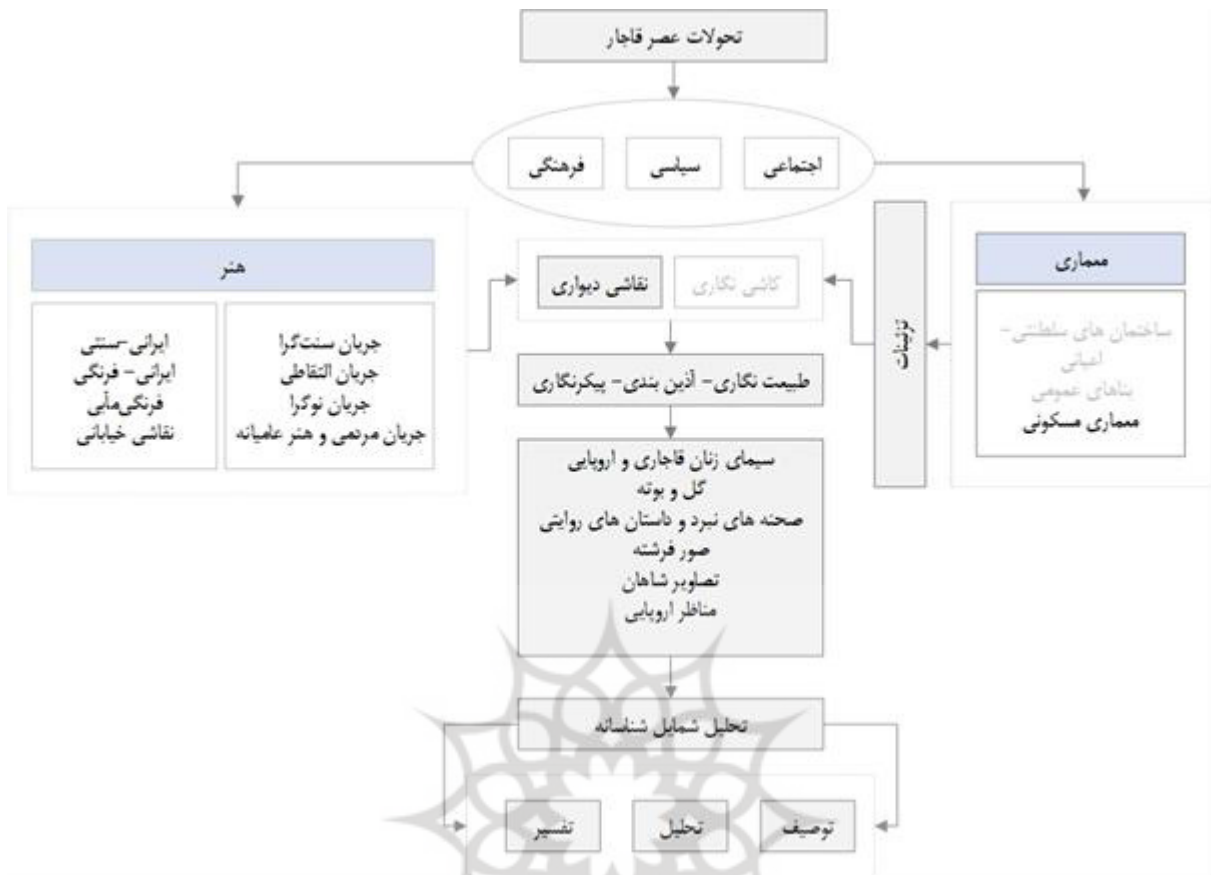 تحولات عصر قاجار
اجتماعی
سیاسی
فرهنگی
معماری
ساختمان های سلطنتی-
اعیانی
بناهای عمومی
معماری مسکونی
تزئینات
کاشی نگاری
نقاشی دیواری
هنر
جریان سنت‌گرا
جریان التقاطی
جریان نوگرا
جریان مردمی و هنر عامیانه
ایرانی-سنتی
ایرانی- فرنگی
فرنگی‌مآبی
نقاشی خیابانی
طبیعت نگاری- آذین بندی- پیکرنگاری
سیمای زنان قاجاری و اروپایی
گل و بوته
صحنه های نبرد و داستان های روایتی
صور فرشته
تصاویر شاهان
مناظر اروپایی
تحلیل شمایل شناسانه
توصیف
تحلیل
تفسیر